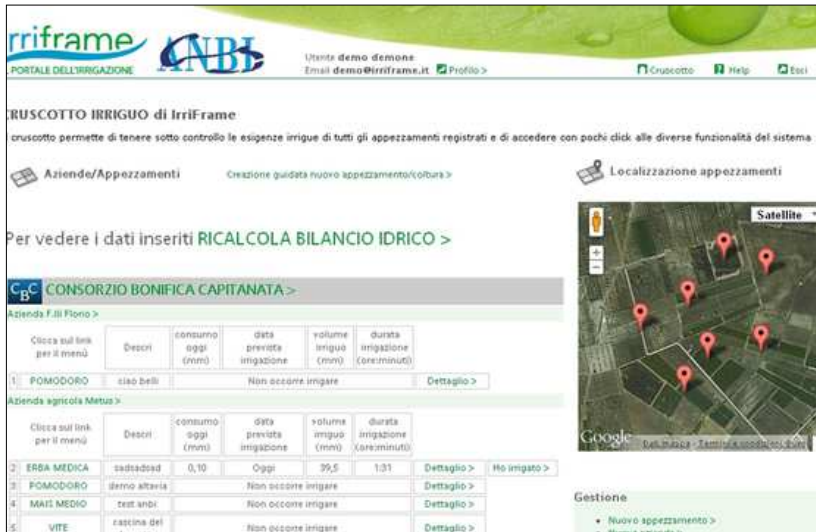 rriframe
PORTALE DELL'IRRIGAZIONE
ANBI
Utente demo demone
Email demo@irriframe.it Profilo >
Cruscotto Help Esci
RUSCOTTO IRRIGUO di IrriFrame
cruscotto permette di tenere sotto controllo le esigenze irrigue di tutti gli appezzamenti registrati e di accedere con pochi click alle diverse funzionalità del sistema
Aziende/Appezzamenti Creazione guidata nuovo appezzamento/coltura >
Localizzazione appezzamenti
Per vedere i dati inseriti RICALCOLA BILANCIO IDRICO >
Satellite
CBC CONSORZIO BONIFICA CAPITANATA >
Azienda F.lli Florio >
Clicca sul link per il menù Descri consumo oggi (mm) data prevista irrigazione volume irriguo (mm) durata irrigazione (ore:minuti)
1 POMODORO ciao belli Non occorre irrigare Dettaglio >
Azienda agricola Metus >
Clicca sul link per il menù Descri consumo oggi (mm) data prevista irrigazione volume irriguo (mm) durata irrigazione (ore:minuti)
2 ERBA MEDICA sadsadsad 0,10 Oggi 39,5 1:31 Dettaglio > Ho irrigato >
3 POMODORO demo altavia Non occorre irrigare Dettaglio >
4 MAIS MEDIO test anbi Non occorre irrigare Dettaglio >
5 VITE cascina del Non occorre irrigare Dettaglio >
Google Dati mappa - Termini e condizioni
Gestione
Nuovo appezzamento >